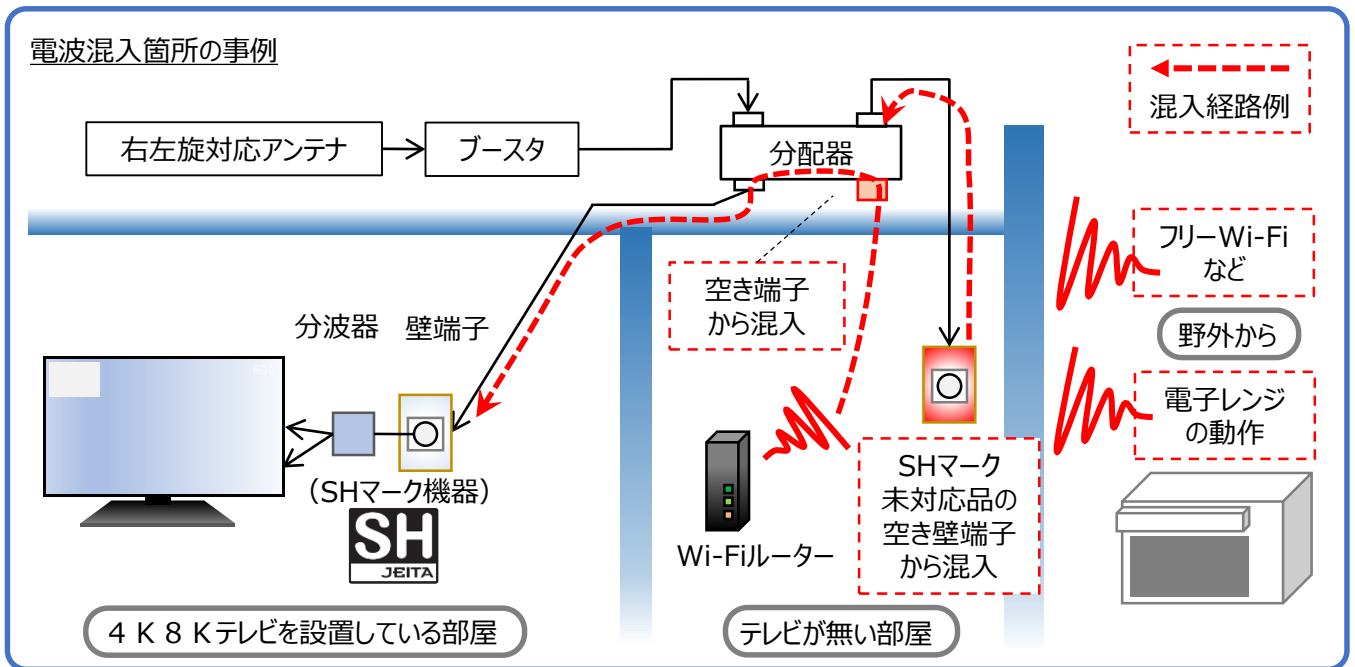 電波混入箇所の事例
混入経路例
右左旋対応アンテナ
ブースタ
分配器
空き端子
から混入
フリーWi-Fi
など
野外から
電子レンジ
の動作
分波器
壁端子
(SHマーク機器)
SH
JEITA
Wi-Fiルーター
SHマーク
未対応品の
空き壁端子
から混入
４Ｋ８Ｋテレビを設置している部屋
テレビが無い部屋